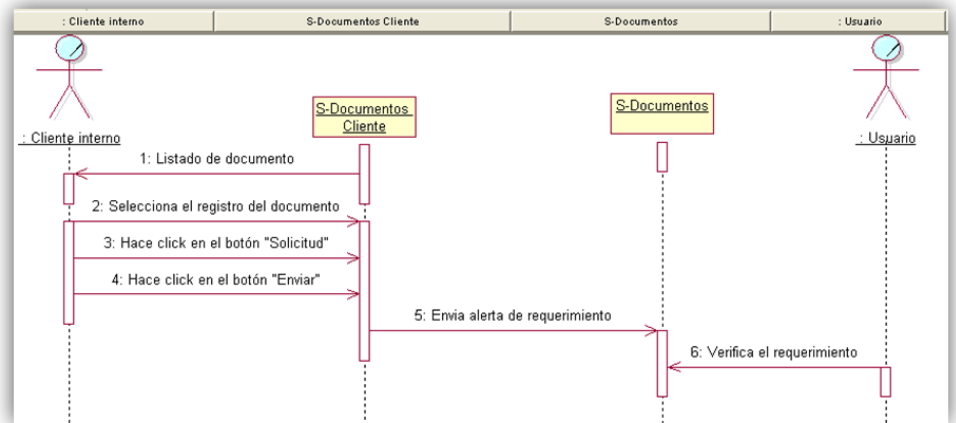 : Cliente interno
S-Documentos Cliente
S-Documentos
: Usuario
S-Documentos
Cliente
S-Documentos
: Cliente interno
: Usuario
1: Listado de documento
2: Selecciona el registro del documento
3: Hace click en el botón "Solicitud"
4: Hace click en el botón "Enviar"
5: Envia alerta de requerimiento
6: Verifica el requerimiento